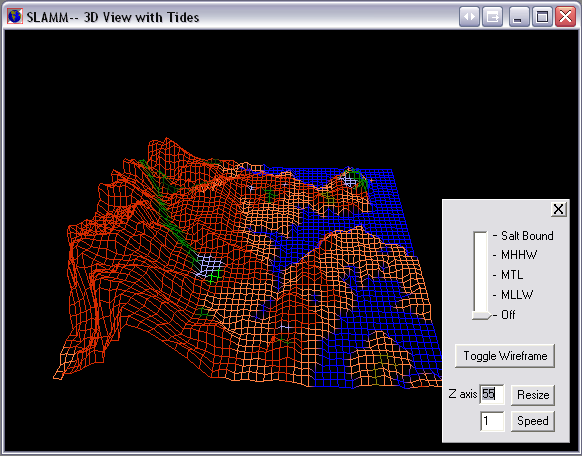 SLAMM-- 3D View with Tides
X
- Salt Bound
- MHHW
- MTL
- MLLW
- Off
Toggle Wireframe
Z axis 55 Resize
1 Speed